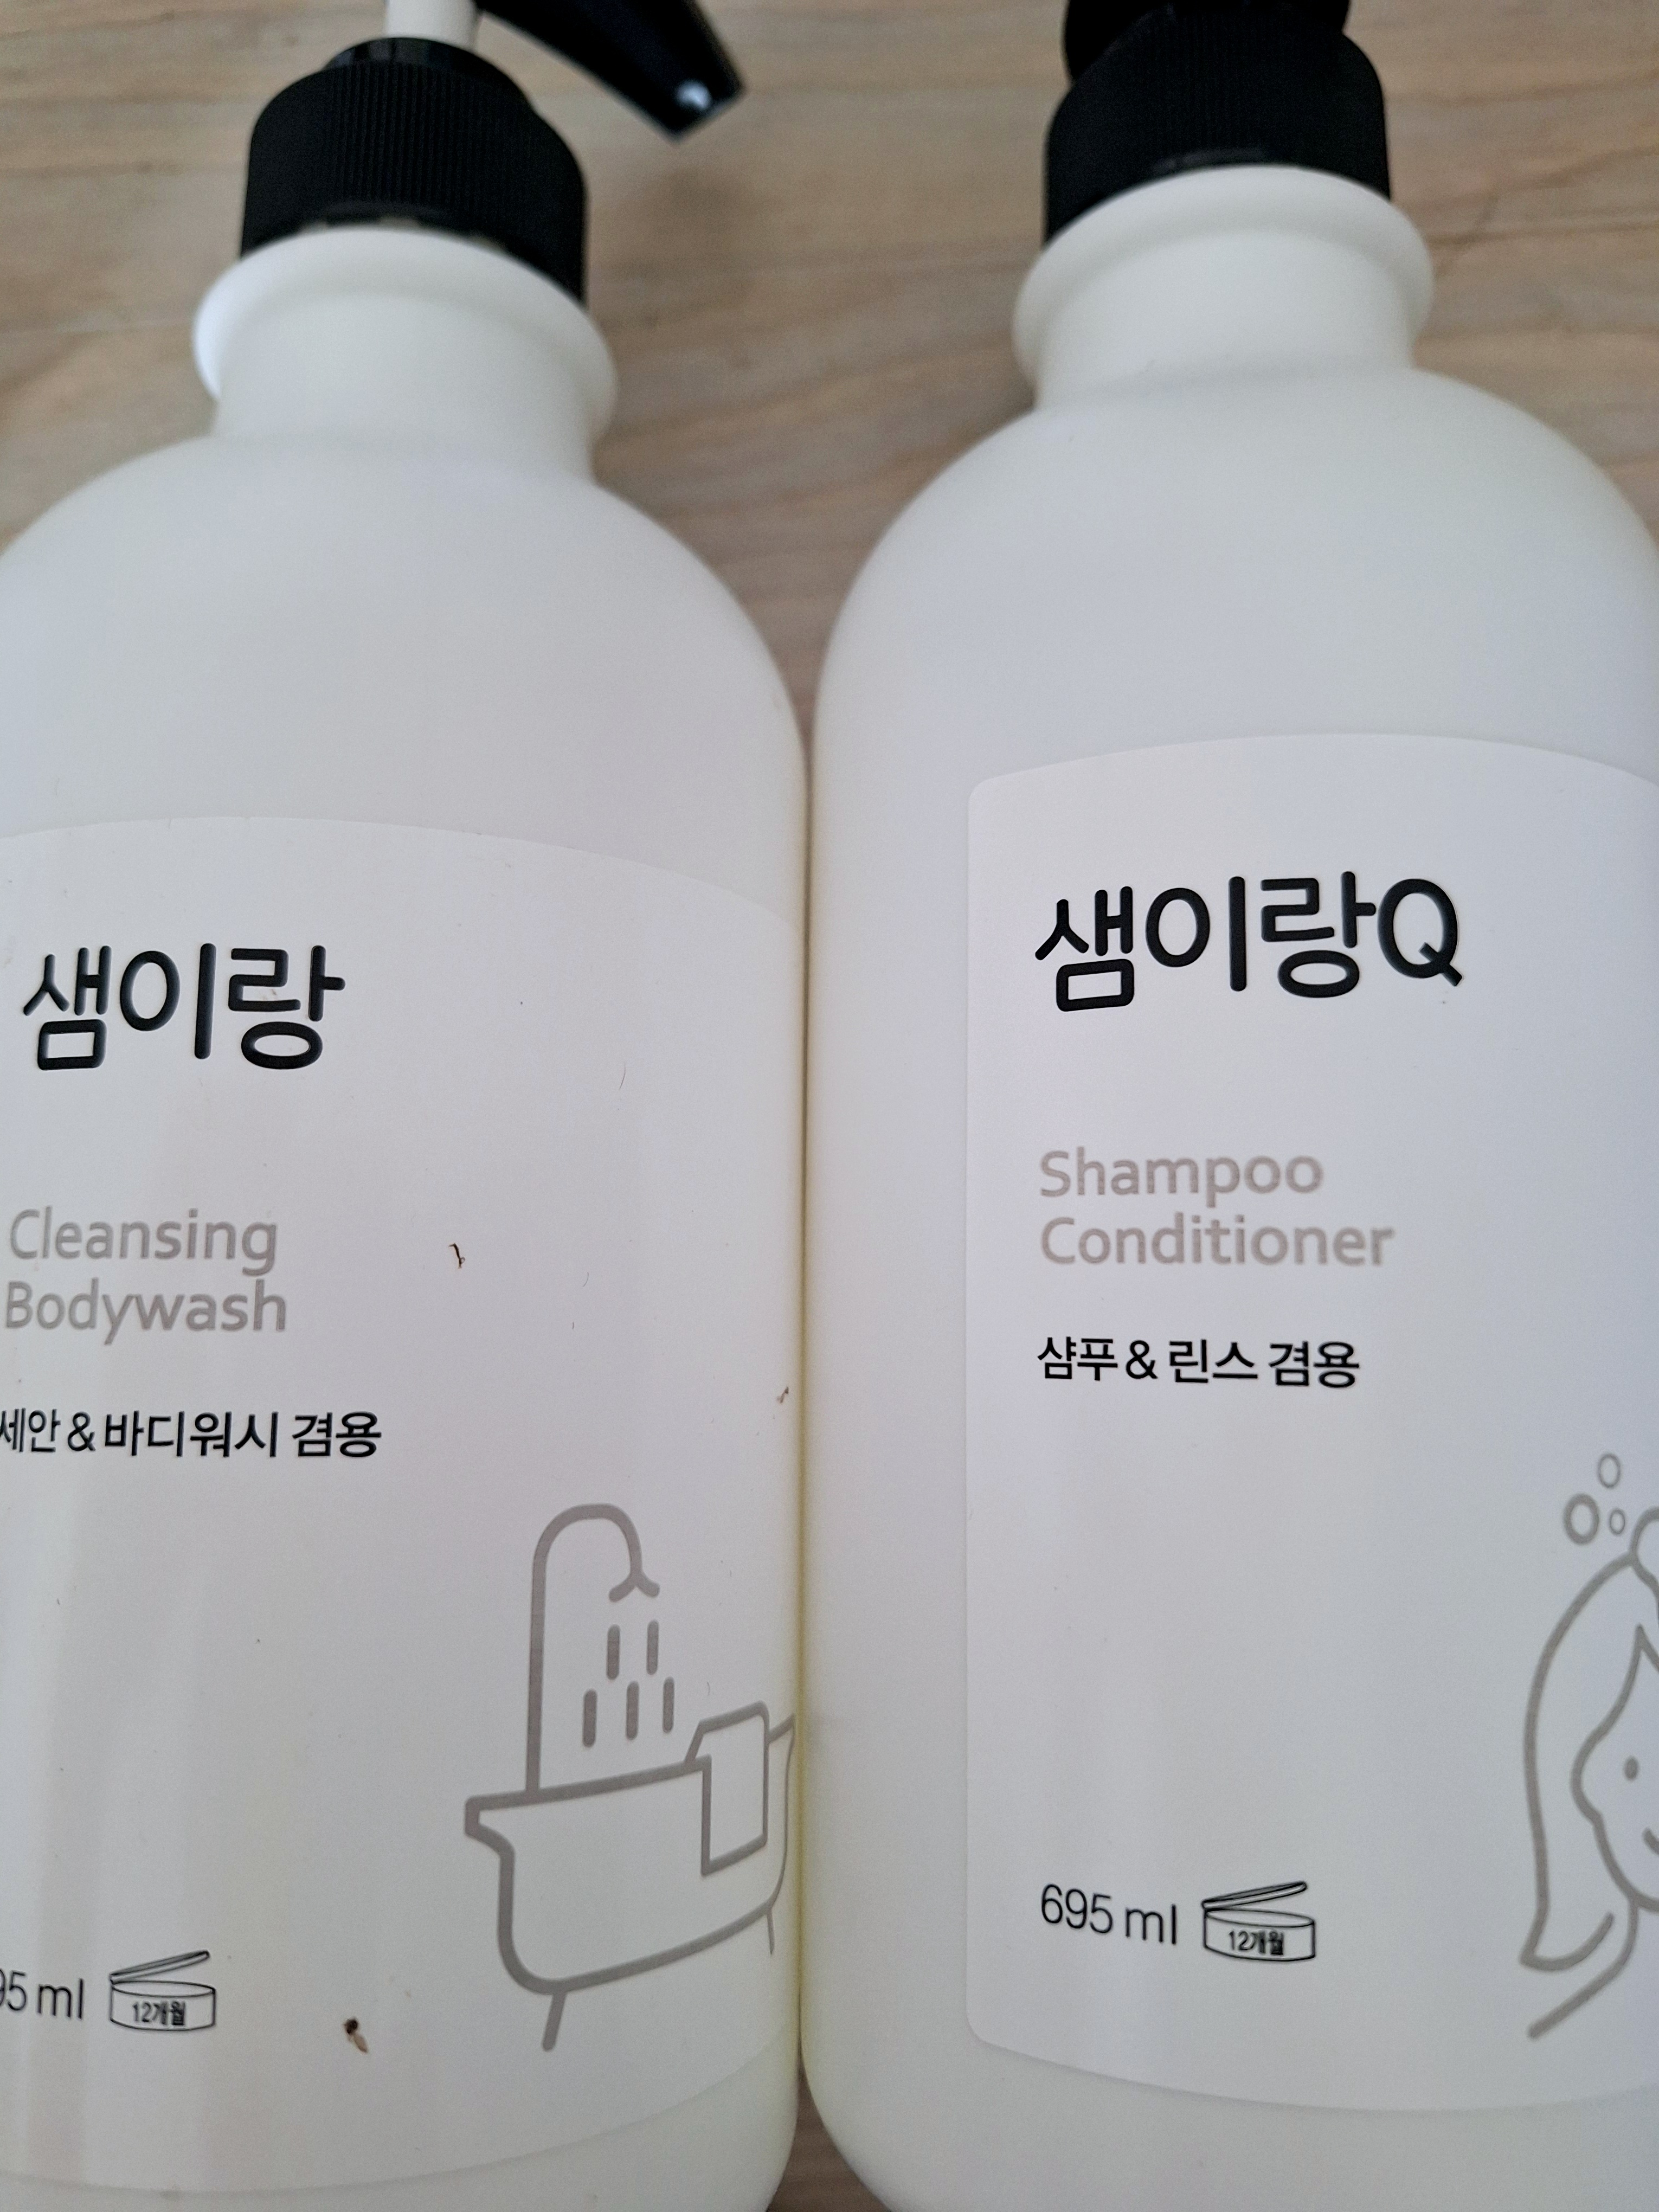 샘이랑
Cleansing
Bodywash
세안 & 바디워시 겸용
95 ml
12개월
샘이랑Q
Shampoo
Conditioner
샴푸 & 린스 겸용
695 ml
12개월